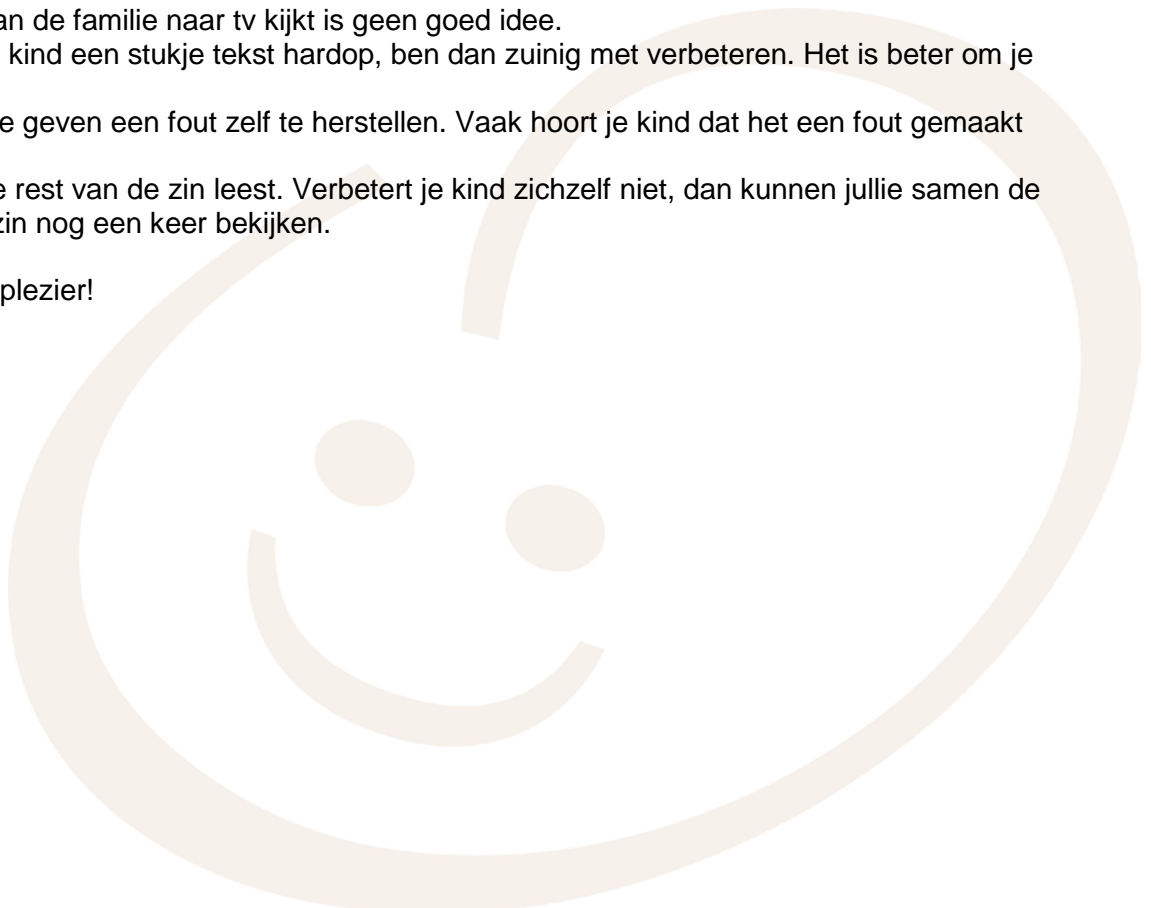 an de familie naar tv kijkt is geen goed idee.
kind een stukje tekst hardop, ben dan zuinig met verbeteren. Het is beter om je
e geven een fout zelf te herstellen. Vaak hoort je kind dat het een fout gemaakt
e rest van de zin leest. Verbetert je kind zichzelf niet, dan kunnen jullie samen de
zin nog een keer bekijken.
plezier!